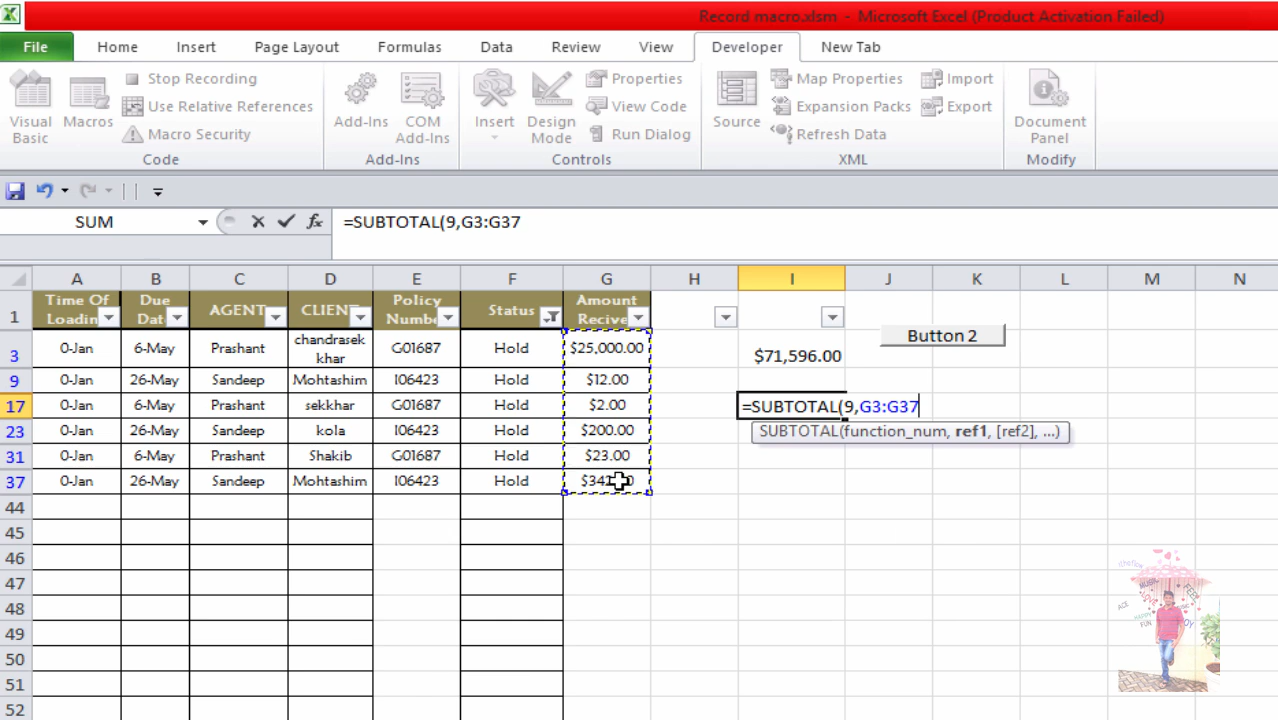 Record macro.xlsm - Microsoft Excel (Product Activation Failed)
File Home Insert Page Layout Formulas Data Review View Developer New Tab
Visual Basic
Macros
Stop Recording
Use Relative References
Macro Security
Code
Add-Ins
COM Add-Ins
Add-Ins
Insert
Design Mode
Properties
View Code
Run Dialog
Controls
Source
Map Properties
Expansion Packs
Refresh Data
Import
Export
XML
Document Panel
Modify
SUM fx =SUBTOTAL(9,G3:G37
A B C D E F G H I J K L M N
1 Time Of Loadin Due Dat AGENT CLIENT Policy Numbe Status Amount Recive
Button 2
3 0-Jan 6-May Prashant chandrasek khar G01687 Hold $25,000.00 $71,596.00
9 0-Jan 26-May Sandeep Mohtashim I06423 Hold $12.00
17 0-Jan 6-May Prashant sekkhar G01687 Hold $2.00 =SUBTOTAL(9,G3:G37
23 0-Jan 26-May Sandeep kola I06423 Hold $200.00
SUBTOTAL(function_num, ref1, [ref2], ...)
31 0-Jan 6-May Prashant Shakib G01687 Hold $23.00
37 0-Jan 26-May Sandeep Mohtashim I06423 Hold
44
45
46
47
48
49
50
51
52